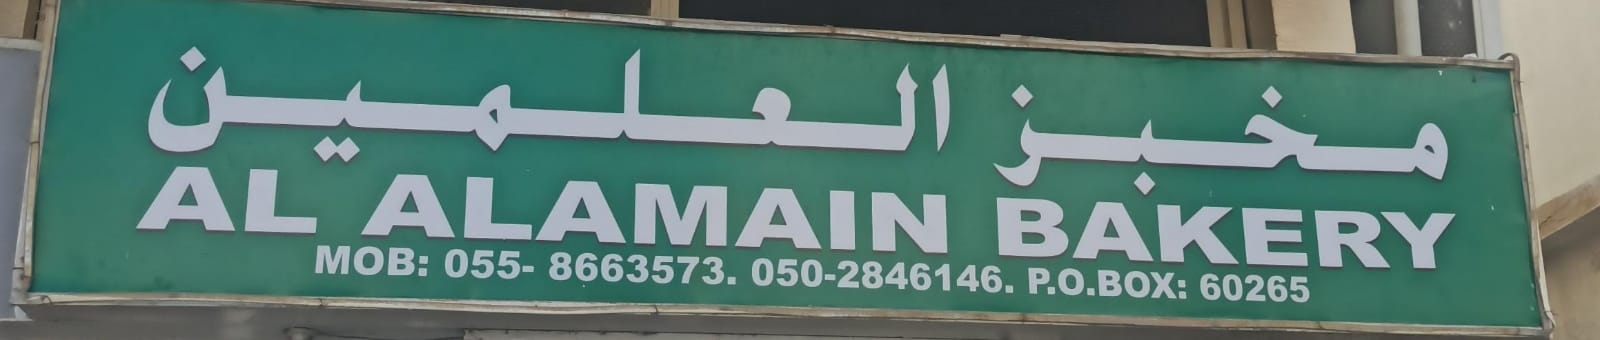 مخبز العلمين
AL ALAMAIN BAKERY
MOB: 055- 8663573. 050-2846146. P.O.BOX: 60265